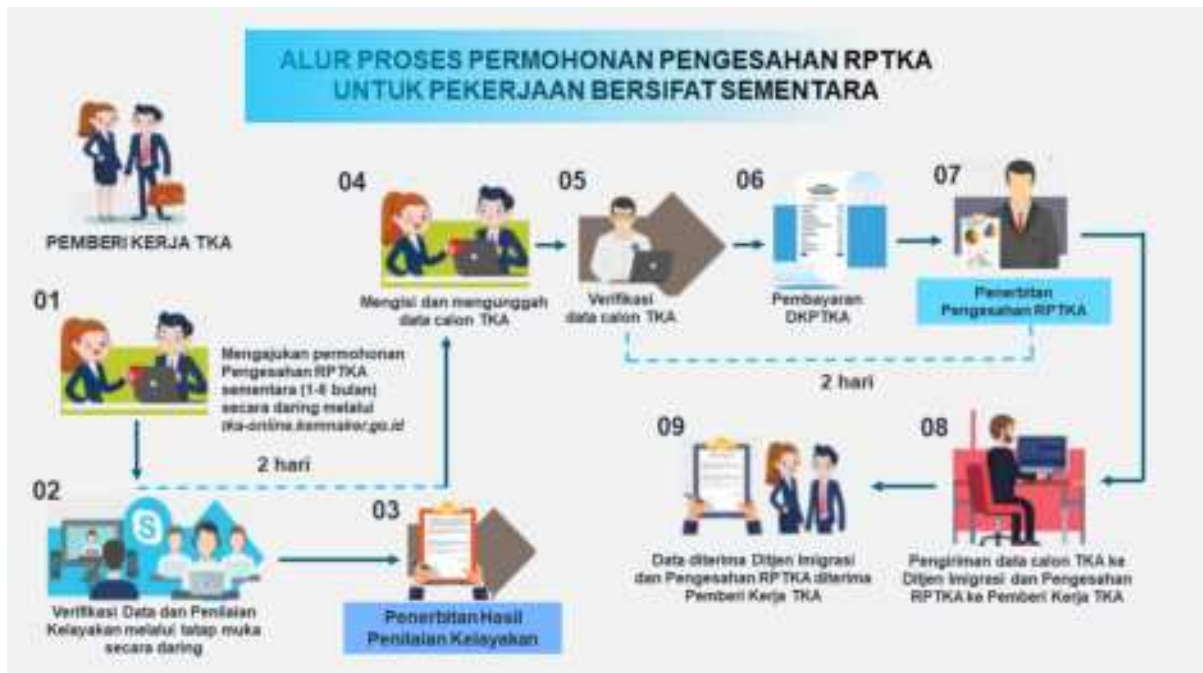 ALUR PROSES PERMOHONAN PENGESAHAN RPTKA
UNTUK PEKERJAAN BERSIFAT SEMENTARA
PEMBERI KERJA TKA
01
Mengajukan permohonan
Pengesahan RPTKA
sementara (1-6 bulan)
secara daring melalui
tka-online.kemnaker.go.id
2 hari
02
Verifikasi Data dan Penilaian
Kelayakan melalui tatap muka
secara daring
03
Penerbitan Hasil
Penilaian Kelayakan
04
Mengisi dan mengunggah
data calon TKA
05
Verifikasi
data calon TKA
06
Pembayaran
DKPTKA
07
Penerbitan
Pengesahan RPTKA
2 hari
08
Pengiriman data calon TKA ke
Ditjen Imigrasi dan Pengesahan
RPTKA ke Pemberi Kerja TKA
09
Data diterima Ditjen Imigrasi
dan Pengesahan RPTKA diterima
Pemberi Kerja TKA